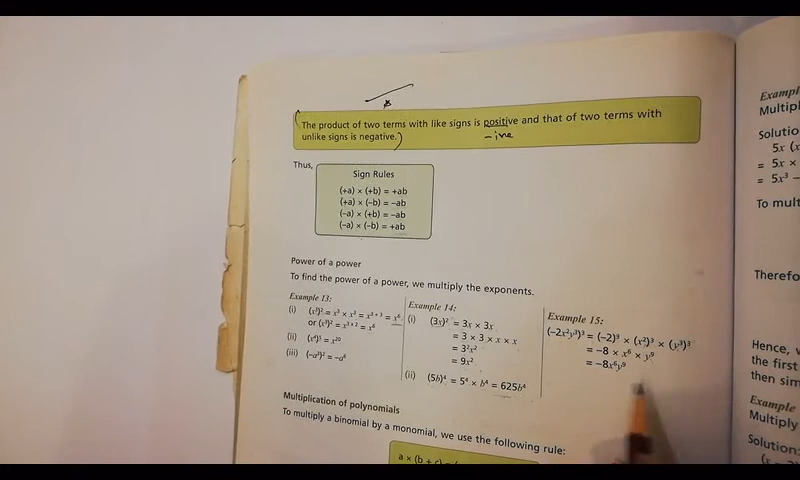 The product of two terms with like signs is positive and that of two terms with
-ive
unlike signs is negative.
Thus,
Sign Rules
(+a) × (+b) = +ab
(+a) × (-b) = -ab
(-a) × (+b) = -ab
(-a) × (-b) = +ab
Power of a power
To find the power of a power, we multiply the exponents.
Example 13:
(i) (x³)² = x³ × x³ = x³⁺³ = x⁶
or (x³)² = x³ˣ² = x⁶
(ii) (x⁴)⁵ = x²⁰
(iii) (-a³)² = -a⁶
Example 14:
(i) (3x)² = 3x × 3x
= 3 × 3 × x × x
= 3²x²
= 9x²
(ii) (5b)⁴ = 5⁴ × b⁴ = 625b⁴
Example 15:
(-2x²y³)³ = (-2)³ × (x²)³ × (y³)³
= -8 × x⁶ × y⁹
= -8x⁶y⁹
Multiplication of polynomials
To multiply a binomial by a monomial, we use the following rule:
a × (b + c) =
Exampl
Multipl
Solutio
5x (x
= 5x ×
= 5x³ –
To mult
Therefo
Hence, w
the first
then sim
Example
Multiply
Solution: